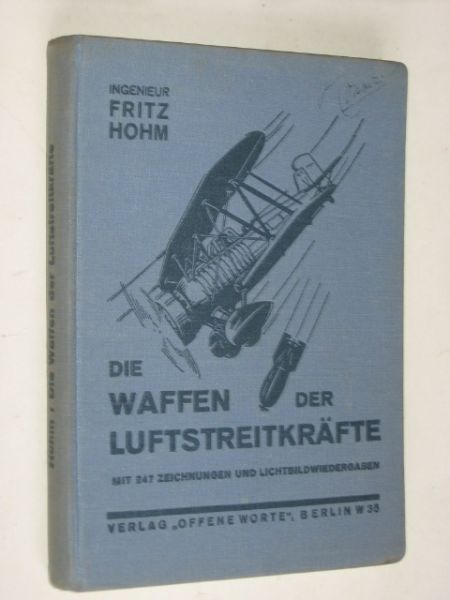 INGENIEUR
FRITZ
HOHM
DIE
WAFFEN DER
LUFTSTREITKRÄFTE
MIT 247 ZEICHNUNGEN UND LICHTBILDWIEDERGABEN
VERLAG „OFFENE WORTE“, BERLIN W 35
Hohm / Die Waffen der Luftstreitkräfte